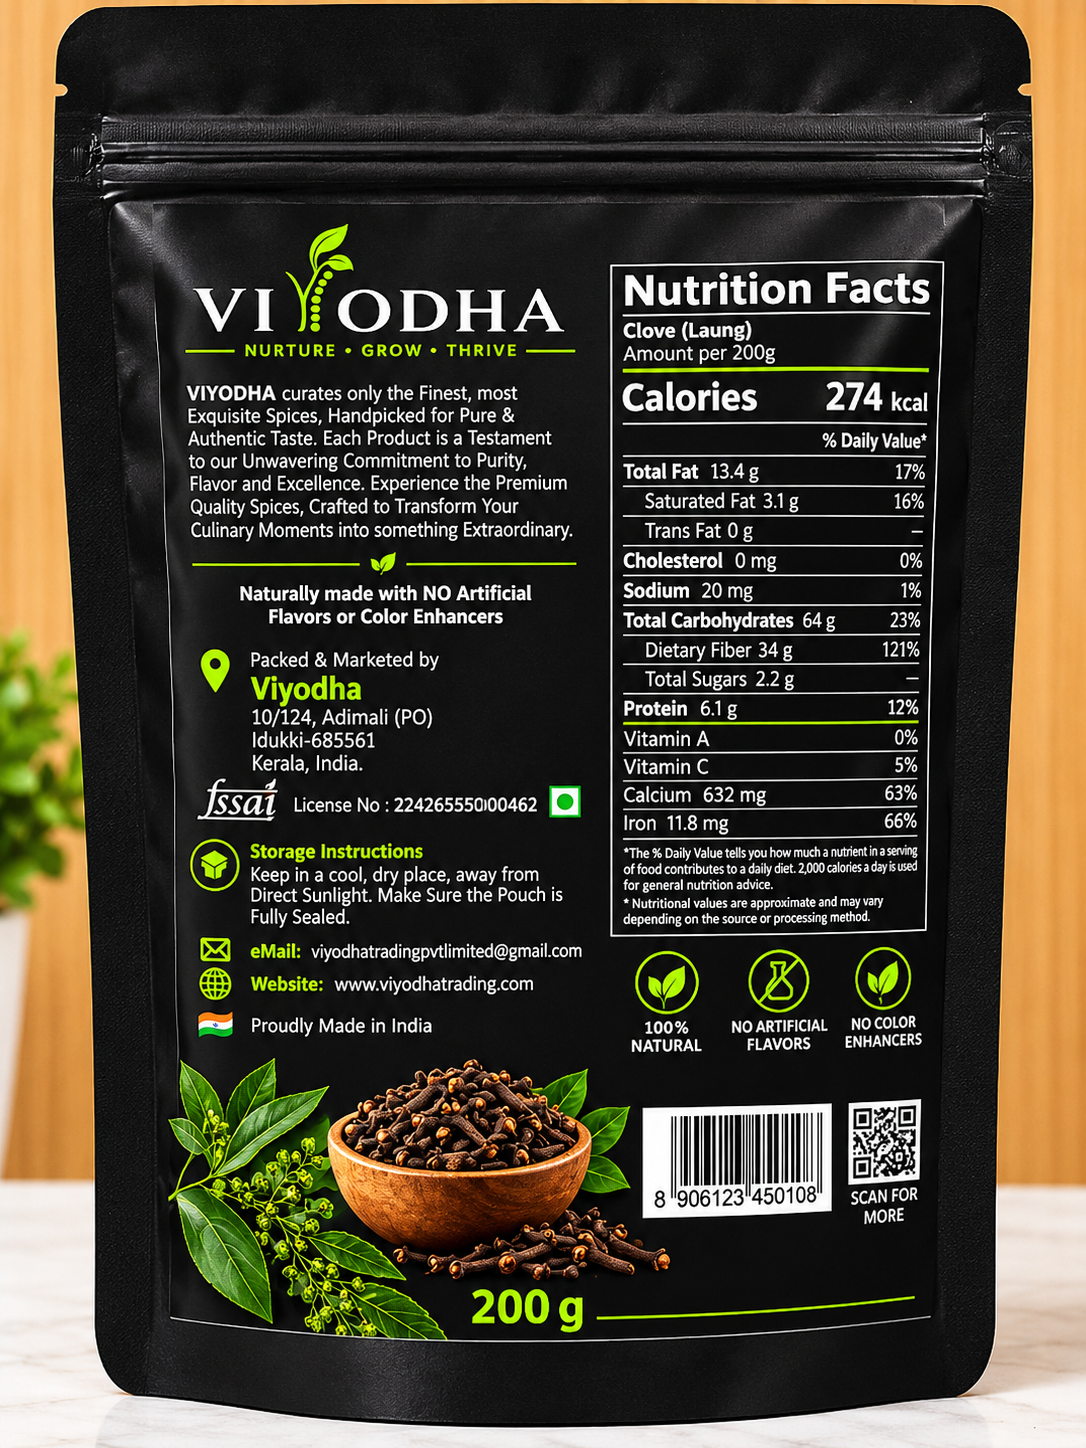 VIYODHA
NURTURE • GROW • THRIVE
VIYODHA curates only the Finest, most
Exquisite Spices, Handpicked for Pure &
Authentic Taste. Each Product is a Testament
to our Unwavering Commitment to Purity,
Flavor and Excellence. Experience the Premium
Quality Spices, Crafted to Transform Your
Culinary Moments into something Extraordinary.
Naturally made with NO Artificial
Flavors or Color Enhancers
Packed & Marketed by
Viyodha
10/124, Adimali (PO)
Idukki-685561
Kerala, India.
fssai License No :
Storage Instructions
Keep in a cool, dry place, away from
Direct Sunlight. Make Sure the Pouch is
Fully Sealed.
eMail: viyodhatradingpvtlimited@gmail.com
Website: www.viyodhatrading.com
Proudly Made in India
Nutrition Facts
Clove (Laung)
Amount per 200g
Calories 274 kcal
% Daily Value*
Total Fat 13.4 g 17%
Saturated Fat 3.1 g 16%
Trans Fat 0 g –
Cholesterol 0 mg 0%
Sodium 20 mg 1%
Total Carbohydrates 64 g 23%
Dietary Fiber 34 g 121%
Total Sugars 2.2 g –
Protein 6.1 g 12%
Vitamin A 0%
Vitamin C 5%
Calcium 632 mg 63%
Iron 11.8 mg 66%
*The % Daily Value tells you how much a nutrient in a serving
of food contributes to a daily diet. 2,000 calories a day is used
for general nutrition advice.
* Nutritional values are approximate and may vary
depending on the source or processing method.
100% NATURAL
NO ARTIFICIAL FLAVORS
NO COLOR ENHANCERS
8 906123 450108
SCAN FOR
MORE
200 g